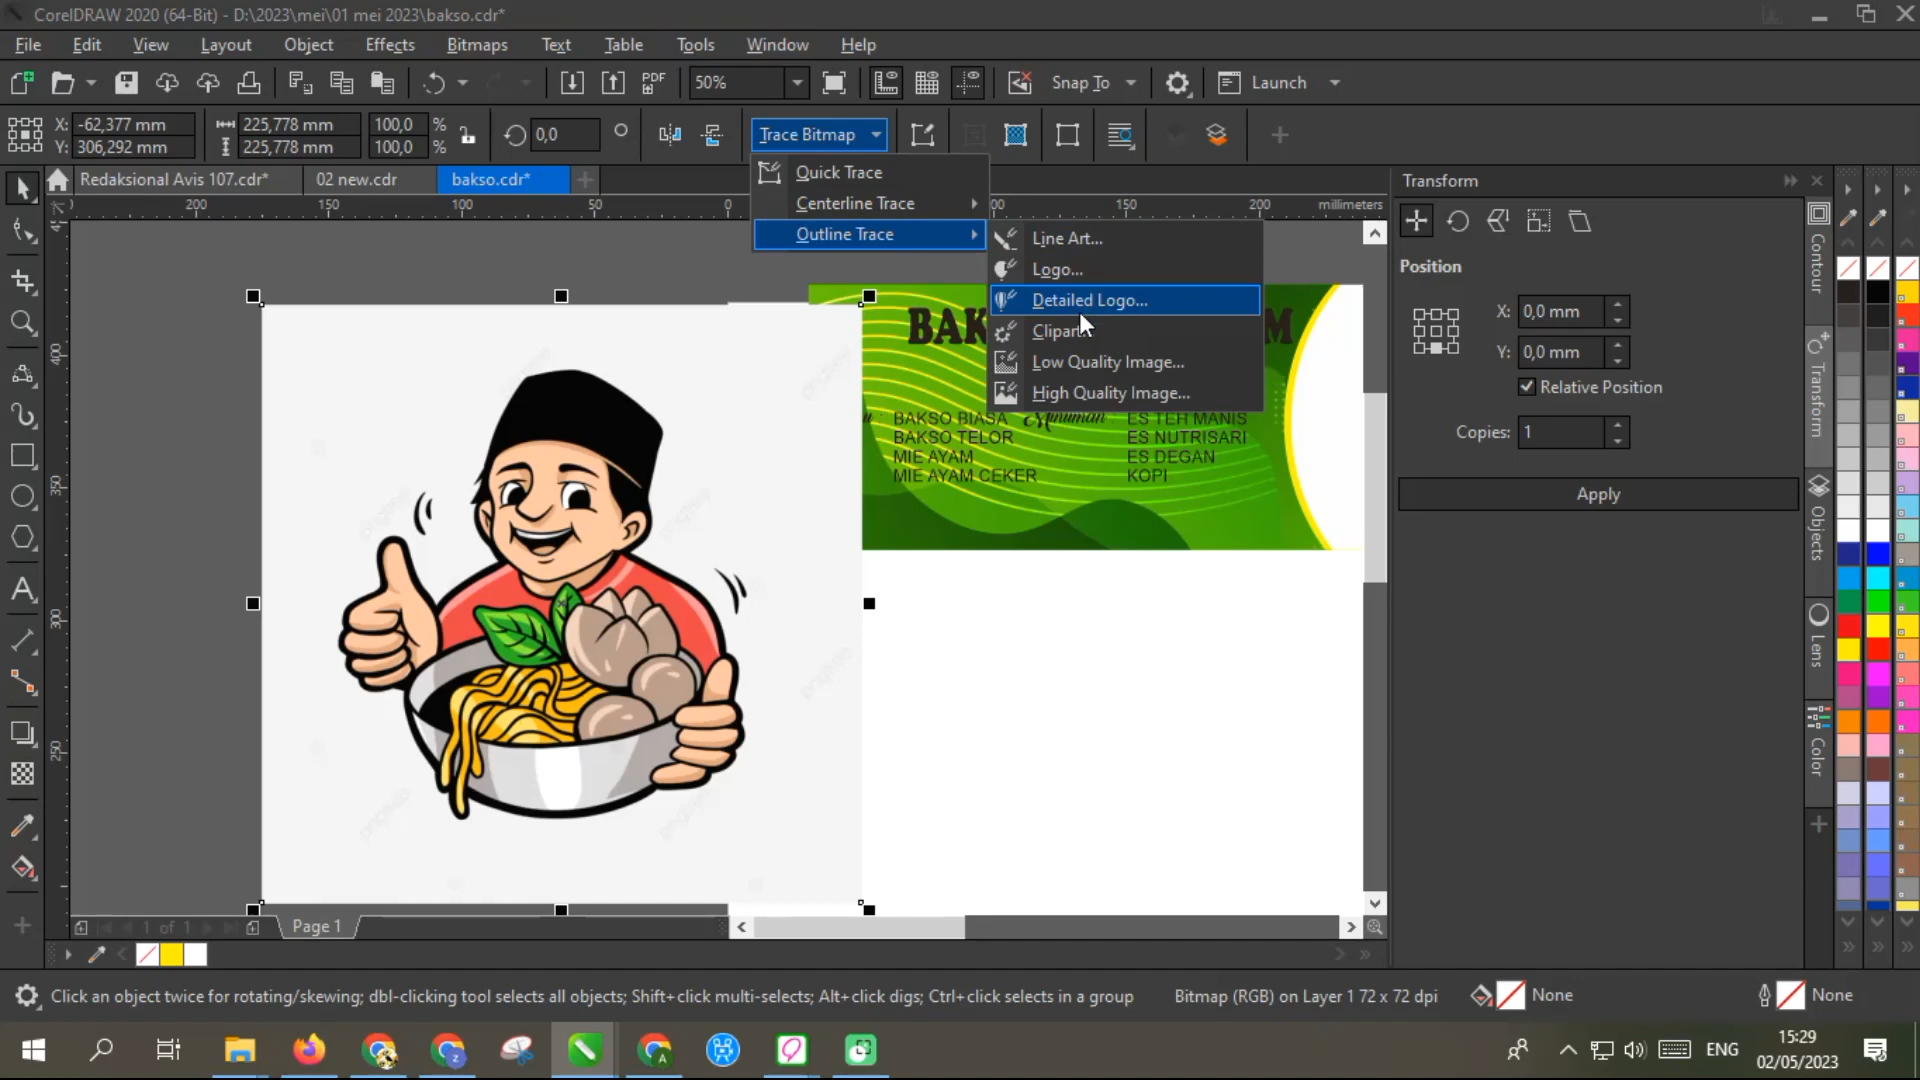 CorelDRAW 2020 (64-Bit) - D:\2023\mei\01 mei 2023\bakso.cdr*
File Edit View Layout Object Effects Bitmaps Text Table Tools Window Help
PDF 50% Snap To Launch
X: -62,377 mm 225,778 mm 100,0 % 0,0 Trace Bitmap
Y: 306,292 mm 225,778 mm 100,0 %
Redaksional Avis 107.cdr* 02 new.cdr bakso.cdr*
200 150 100 50 0 150 200 millimeters
Quick Trace
Centerline Trace
Outline Trace
Line Art...
Logo...
Detailed Logo...
Low Quality Image...
High Quality Image...
BAKSO BIASA Minuman : ES TEH MANIS
BAKSO TELOR ES NUTRISARI
MIE AYAM ES DEGAN
MIE AYAM CEKER KOPI
400
350
300
250
pngtree
Transform
Position
X: 0,0 mm
Y: 0,0 mm
Relative Position
Copies: 1
Apply
Contour
Transform
Objects
Lens
Color
1 of 1 Page 1
Click an object twice for rotating/skewing; dbl-clicking tool selects all objects; Shift+click multi-selects; Alt+click digs; Ctrl+click selects in a group Bitmap (RGB) on Layer 1 72 x 72 dpi None None
ENG 15:29
02/05/2023